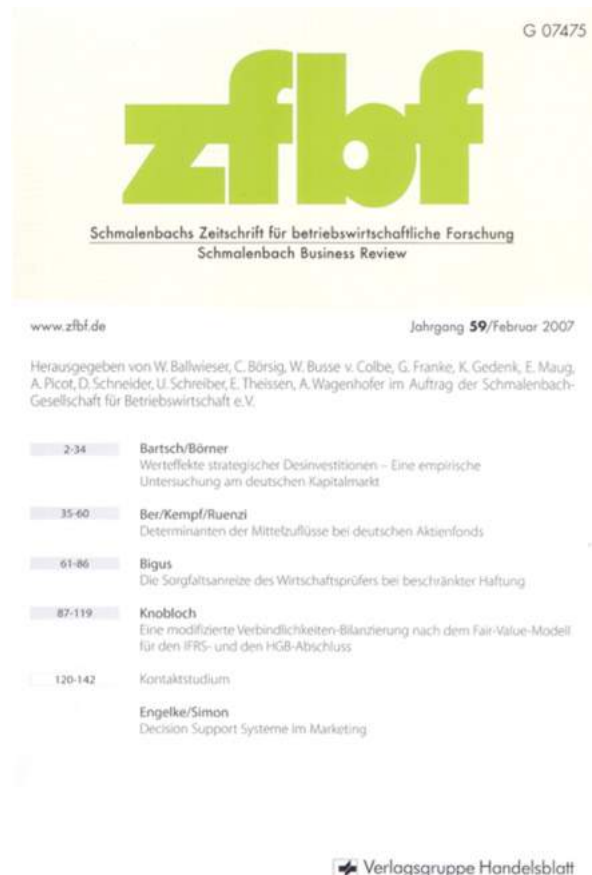 G 07475
zfbf
Schmalenbachs Zeitschrift für betriebswirtschaftliche Forschung
Schmalenbach Business Review
www.zfbf.de
Jahrgang 59/Februar 2007
Herausgegeben von W. Ballwieser, C. Börsig, W. Busse v. Colbe, G. Franke, K. Gedenk, E. Maug,
A. Picot, D. Schneider, U. Schreiber, E. Theissen, A. Wagenhofer im Auftrag der Schmalenbach-
Gesellschaft für Betriebswirtschaft e.V.
2-34 Bartsch/Börner
Werteffekte strategischer Desinvestitionen – Eine empirische
Untersuchung am deutschen Kapitalmarkt
35-60 Ber/Kempf/Ruenzi
Determinanten der Mittelzuflüsse bei deutschen Aktienfonds
61-86 Bigus
Die Sorgfaltsanreize des Wirtschaftsprüfers bei beschränkter Haftung
87-119 Knobloch
Eine modifizierte Verbindlichkeiten-Bilanzierung nach dem Fair-Value-Modell
für den IFRS- und den HGB-Abschluss
120-142 Kontaktstudium
Engelke/Simon
Decision Support Systeme im Marketing
Verlagsgruppe Handelsblatt